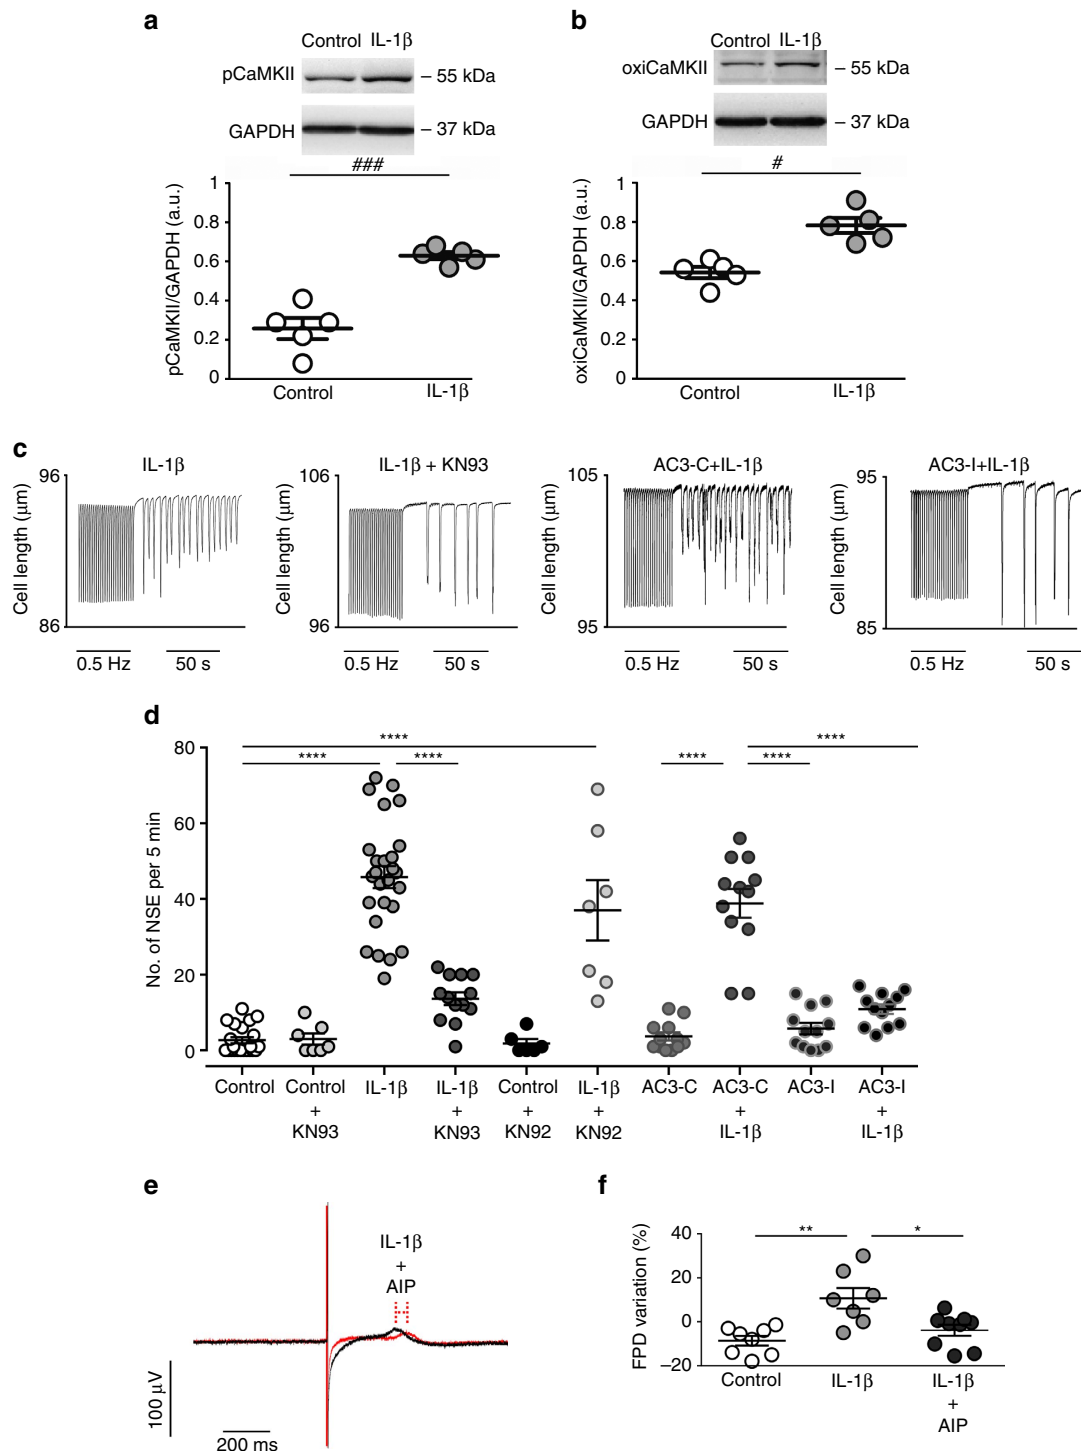 a
Control IL-1β
pCaMKII
– 55 kDa
GAPDH
– 37 kDa
###
pCaMKII/GAPDH (a.u.)
1
0.8
0.6
0.4
0.2
0
Control
IL-1β
b
Control IL-1β
oxiCaMKII
– 55 kDa
GAPDH
– 37 kDa
#
oxiCaMKII/GAPDH (a.u.)
1
0.8
0.6
0.4
0.2
0
Control
IL-1β
c
IL-1β
Cell length (µm)
96
86
0.5 Hz
50 s
IL-1β + KN93
Cell length (µm)
106
96
0.5 Hz
50 s
AC3-C+IL-1β
Cell length (µm)
105
95
0.5 Hz
50 s
AC3-I+IL-1β
Cell length (µm)
95
85
0.5 Hz
50 s
d
No. of NSE per 5 min
80
60
40
20
0
****
****
****
****
****
****
Control
Control
+
KN93
IL-1β
IL-1β
+
KN93
Control
+
KN92
IL-1β
+
KN92
AC3-C
AC3-C
+
IL-1β
AC3-I
AC3-I
+
IL-1β
e
IL-1β
+
AIP
100 µV
200 ms
f
FPD variation (%)
40
20
0
–20
**
*
Control
IL-1β
IL-1β
+
AIP